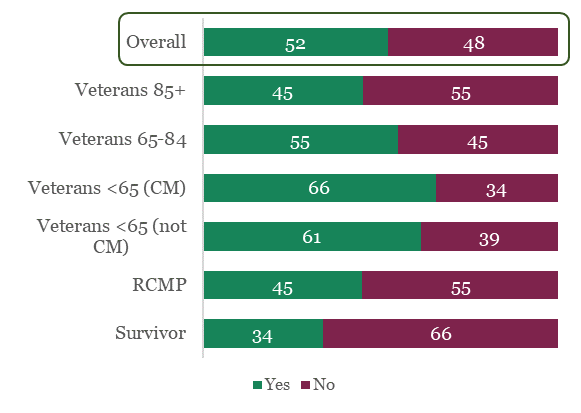 Overall 52 48
Veterans 85+ 45 55
Veterans 65-84 55 45
Veterans <65 (CM) 66 34
Veterans <65 (not
CM) 61 39
RCMP 45 55
Survivor 34 66
Yes No